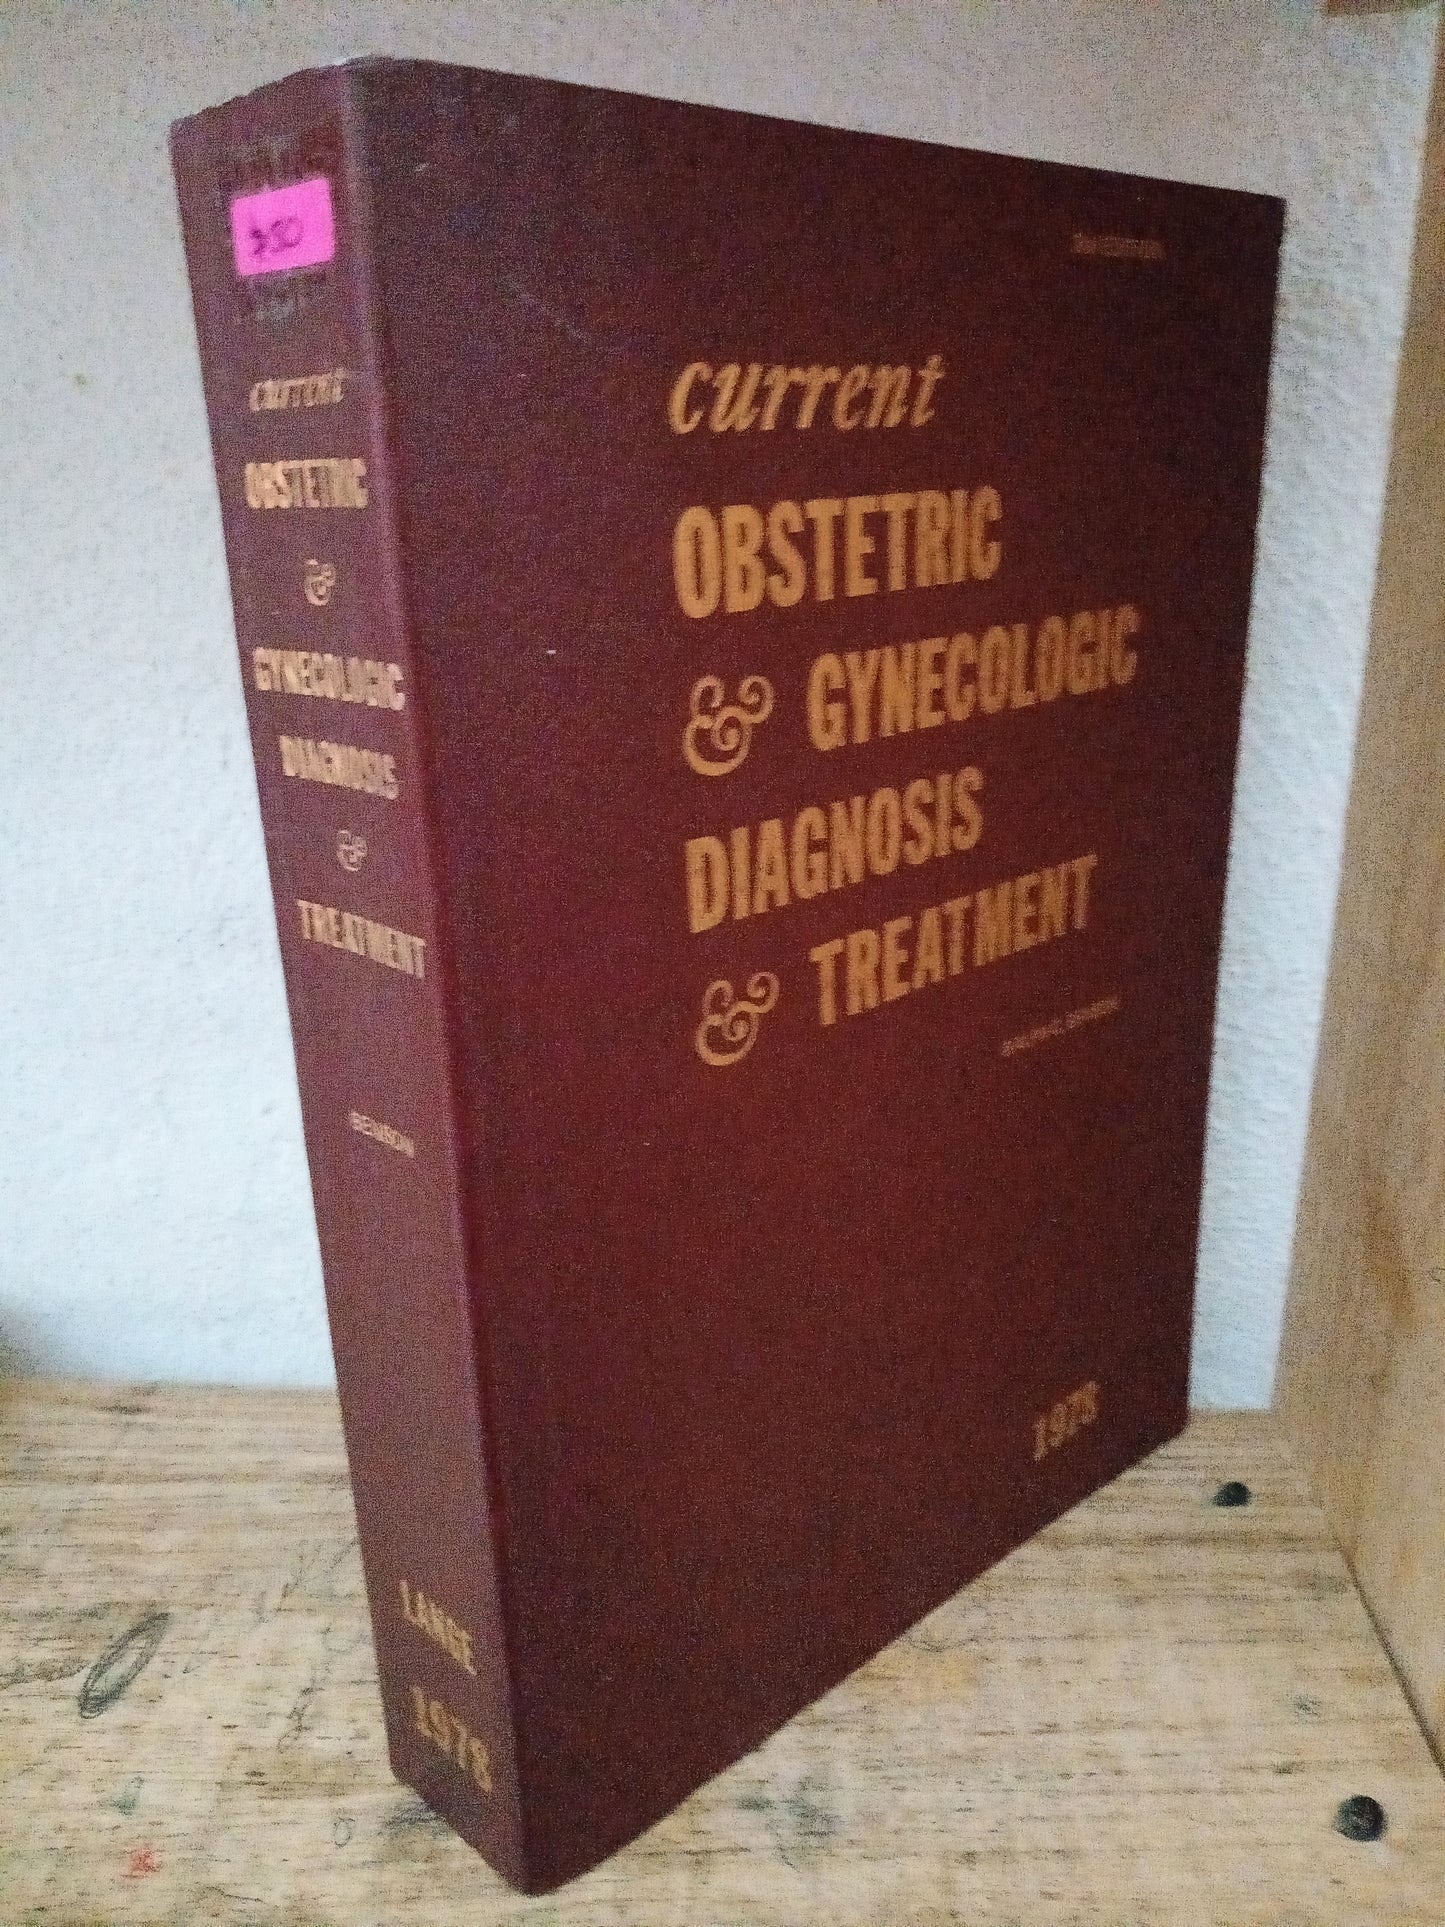 current
OBSTETRIC
&
GYNECOLOGIC
DIAGNOSIS
&
TREATMENT
BENSON
LANGE
1978
current
OBSTETRIC
& GYNECOLOGIC
DIAGNOSIS
& TREATMENT
1978